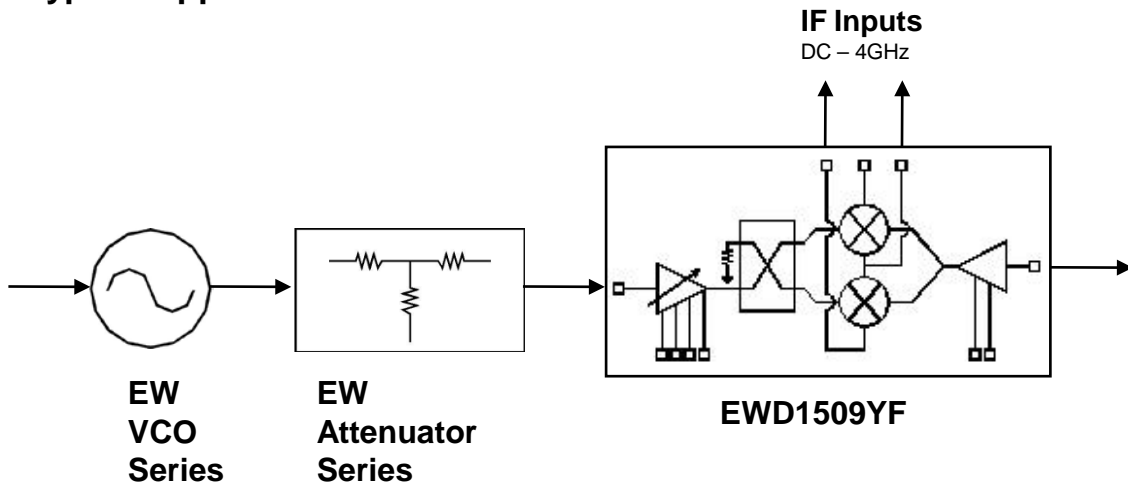 IF Inputs
DC – 4GHz
EW
VCO
Series
EW
Attenuator
Series
EWD1509YF